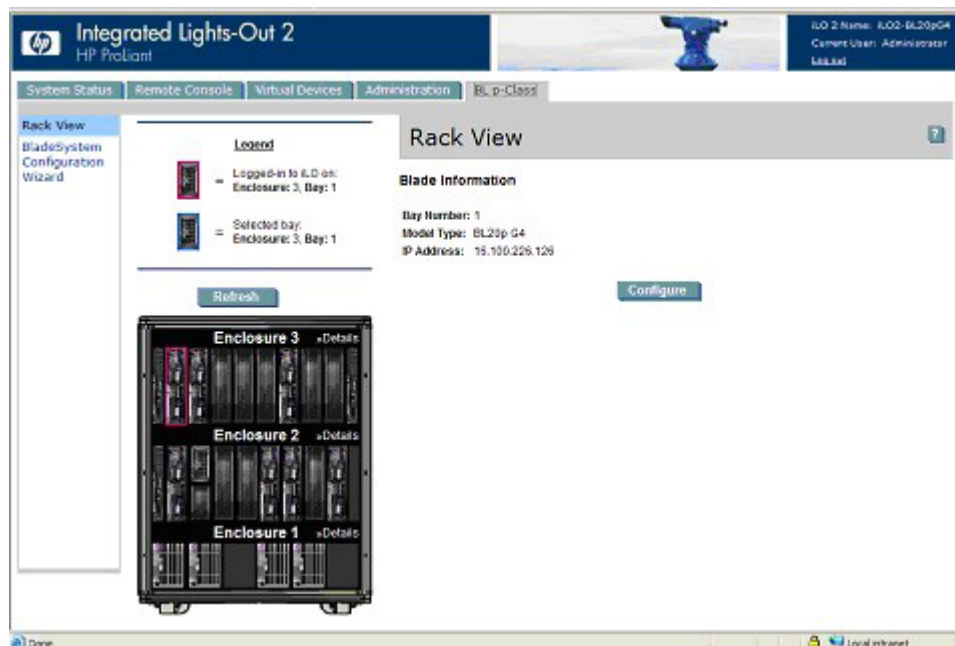 hp
Integrated Lights-Out 2
HP ProLiant
iLO 2 Name: ILO2-BL20pG4
Current User: Administrator
Log out
System Status
Remote Console
Virtual Devices
Administration
BL p-Class
Rack View
BladeSystem
Configuration
Wizard
Legend
= Logged-in to iLO on:
Enclosure: 3, Bay: 1
= Selected bay:
Enclosure: 3, Bay: 1
Refresh
Enclosure 3 »Details
Enclosure 2 »Details
Enclosure 1 »Details
Rack View
?
Blade Information
Bay Number: 1
Model Type: BL20p G4
IP Address: 16.100.226.126
Configure
Done
Local intranet